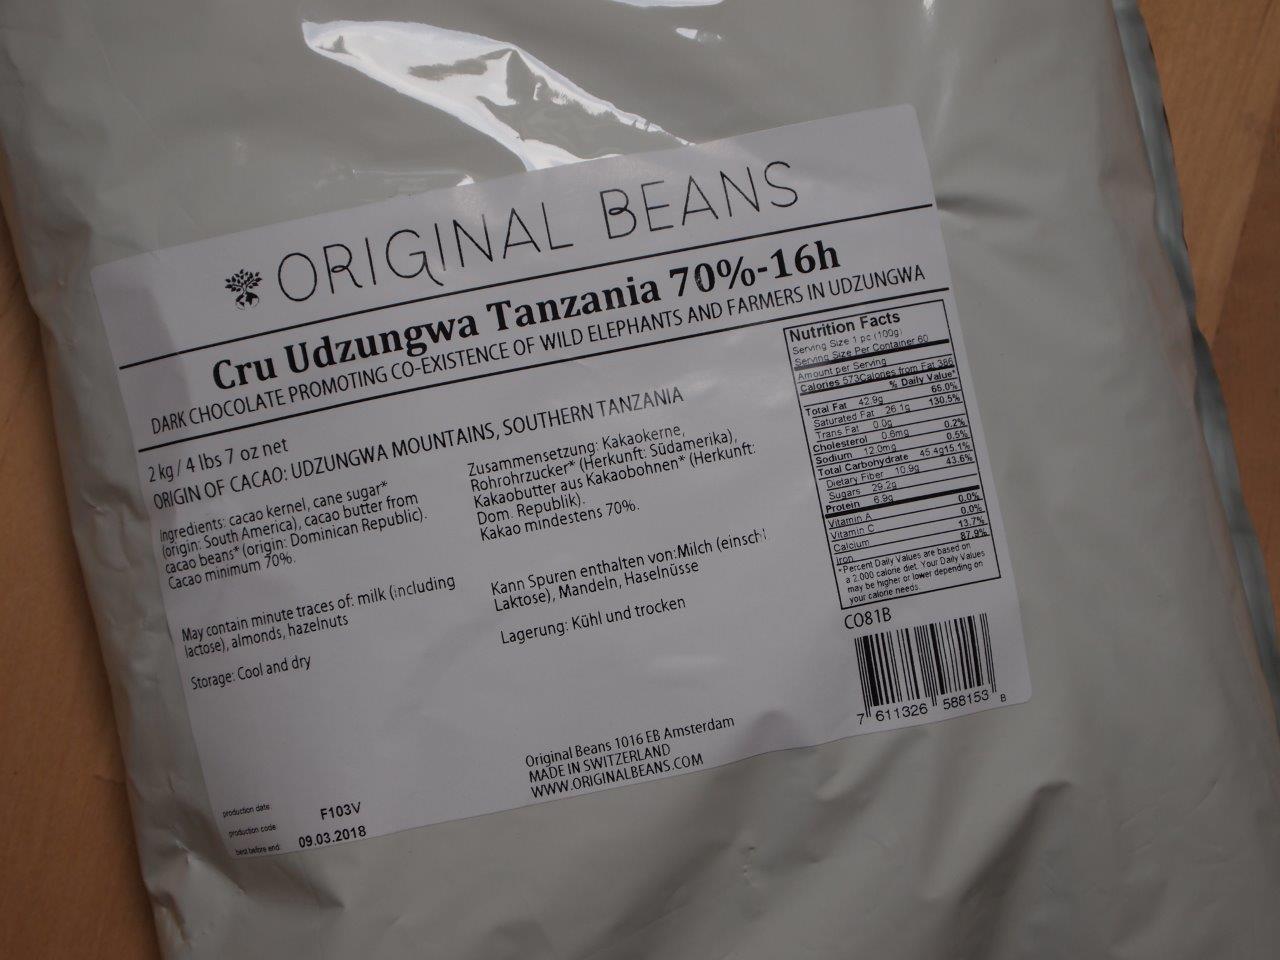 ORIGINAL BEANS
Cru Udzungwa Tanzania 70%-16h
DARK CHOCOLATE PROMOTING CO-EXISTENCE OF WILD ELEPHANTS AND FARMERS IN UDZUNGWA
2 kg / 4 lbs 7 oz net
ORIGIN OF CACAO: UDZUNGWA MOUNTAINS, SOUTHERN TANZANIA
Ingredients: cacao kernel, cane sugar*
(origin: South America), cacao butter from
cacao beans* (origin: Dominican Republic).
Cacao minimum 70%.
May contain minute traces of: milk (including
lactose), almonds, hazelnuts
Storage: Cool and dry
Zusammensetzung: Kakaokerne,
Rohrohrzucker* (Herkunft: Südamerika),
Kakaobutter aus Kakaobohnen* (Herkunft:
Dom. Republik).
Kakao mindestens 70%.
Kann Spuren enthalten von:Milch (einschl
Laktose), Mandeln, Haselnüsse
Lagerung: Kühl und trocken
Nutrition Facts
Serving Size 1 pc (100g)
Serving Size Per Container 60
Amount per Serving
Calories 573Calories from Fat 386
% Daily Value*
Total Fat 42.9g 66.0%
Saturated Fat 26.1g 130.5%
Trans Fat 0.0g
Cholesterol 0.6mg 0.2%
Sodium 12.0mg 0.5%
Total Carbohydrate 45.4g15.1%
Dietary Fiber 10.9g 43.6%
Sugars 29.2g
Protein 6.9g
Vitamin A 0.0%
Vitamin C 0.0%
Calcium 13.7%
Iron 87.9%
*Percent Daily Values are based on
a 2.000 calorie diet. Your Daily Values
may be higher or lower depending on
your calorie needs.
CO81B
7 611326 588153 B
Original Beans 1016 EB Amsterdam
MADE IN SWITZERLAND
WWW.ORIGINALBEANS.COM
production date
production code F103V
best before end 09.03.2018